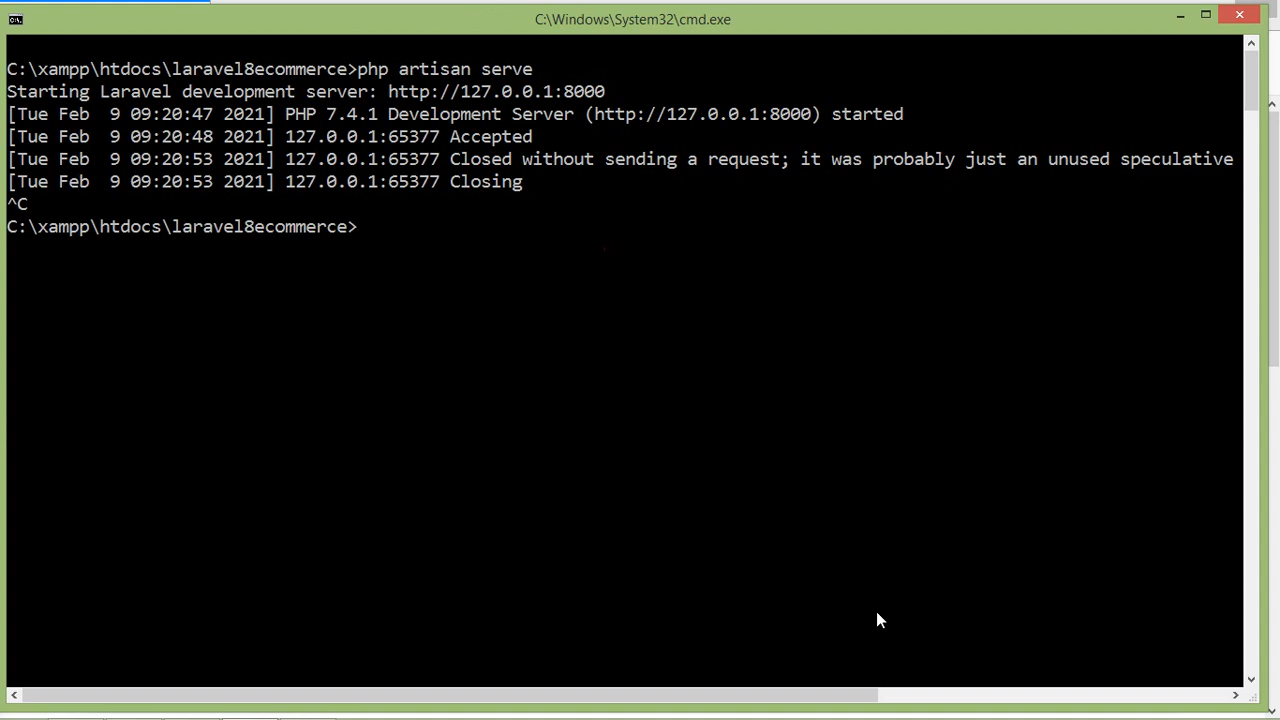 C:\Windows\System32\cmd.exe
C:\xampp\htdocs\laravel8ecommerce>php artisan serve
Starting Laravel development server: http://127.0.0.1:8000
[Tue Feb  9 09:20:47 2021] PHP 7.4.1 Development Server (http://127.0.0.1:8000) started
[Tue Feb  9 09:20:48 2021] 127.0.0.1:65377 Accepted
[Tue Feb  9 09:20:53 2021] 127.0.0.1:65377 Closed without sending a request; it was probably just an unused speculative
[Tue Feb  9 09:20:53 2021] 127.0.0.1:65377 Closing
^C
C:\xampp\htdocs\laravel8ecommerce>